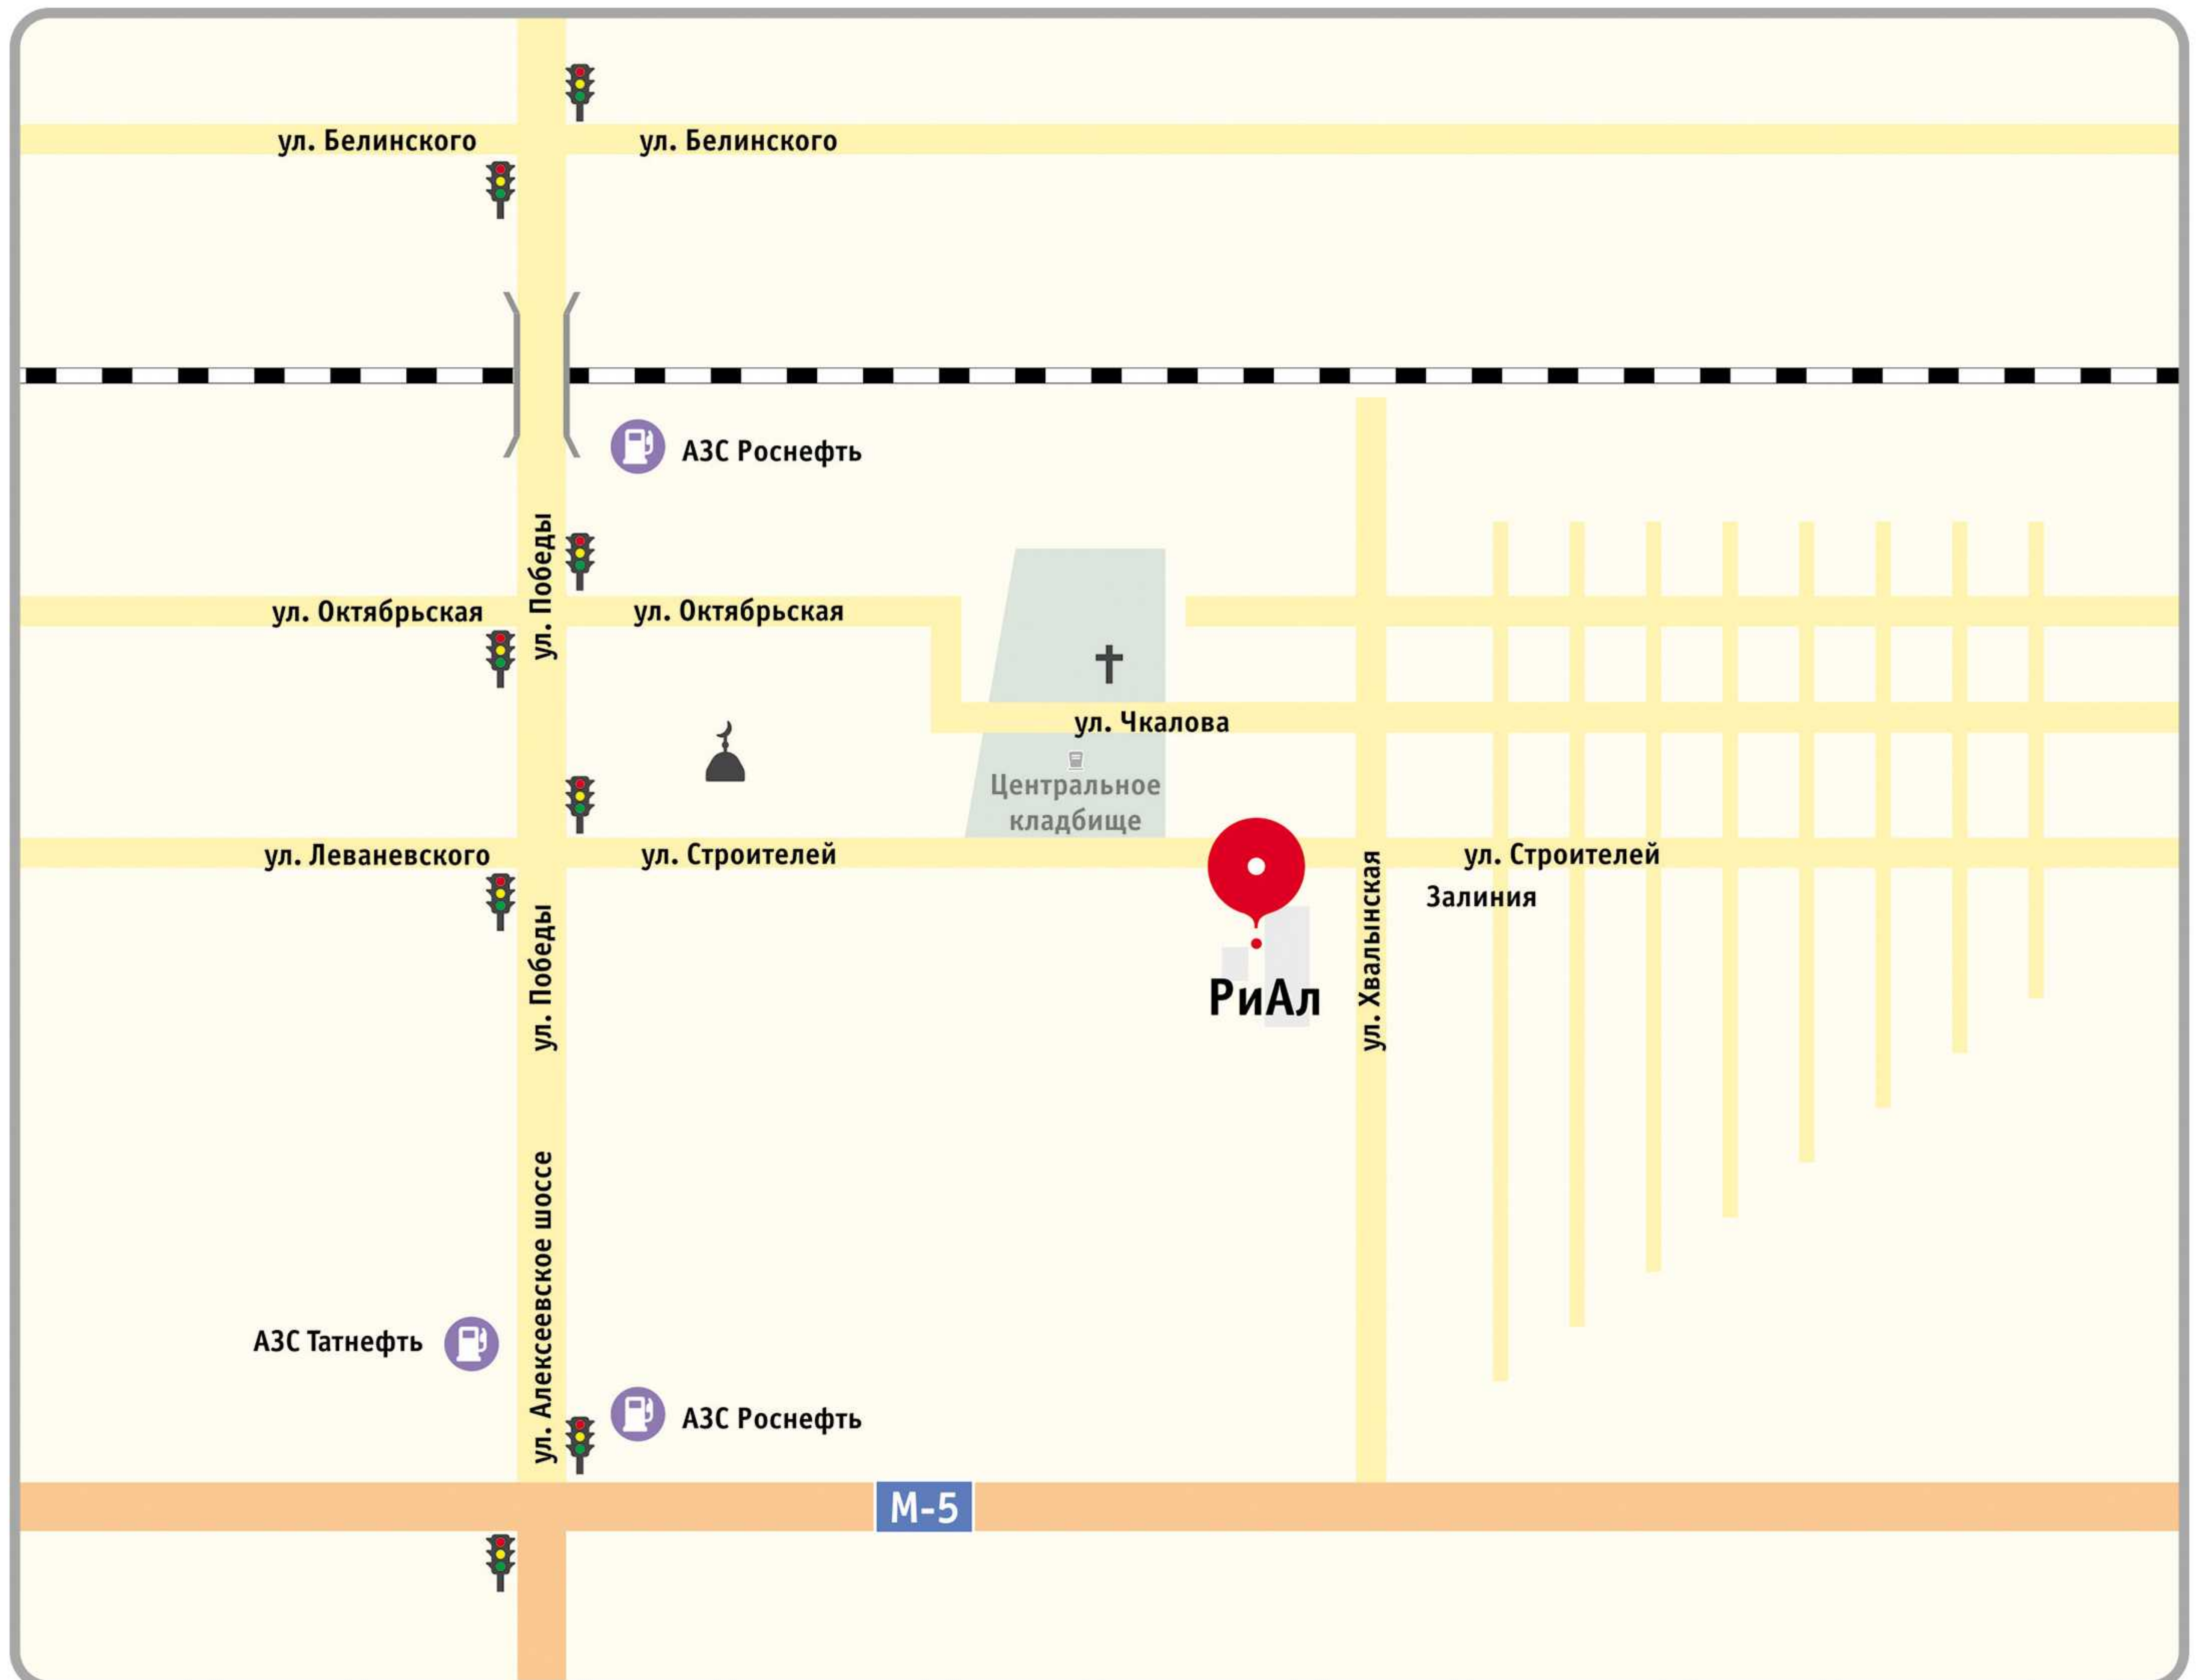 ул. Белинского
ул. Белинского
АЗС Роснефть
ул. Победы
ул. Октябрьская
ул. Октябрьская
ул. Чкалова
Центральное
кладбище
ул. Леваневского
ул. Строителей
ул. Строителей
Залиния
ул. Победы
РиАл
ул. Хвалынская
ул. Алексеевское шоссе
АЗС Татнефть
АЗС Роснефть
М-5